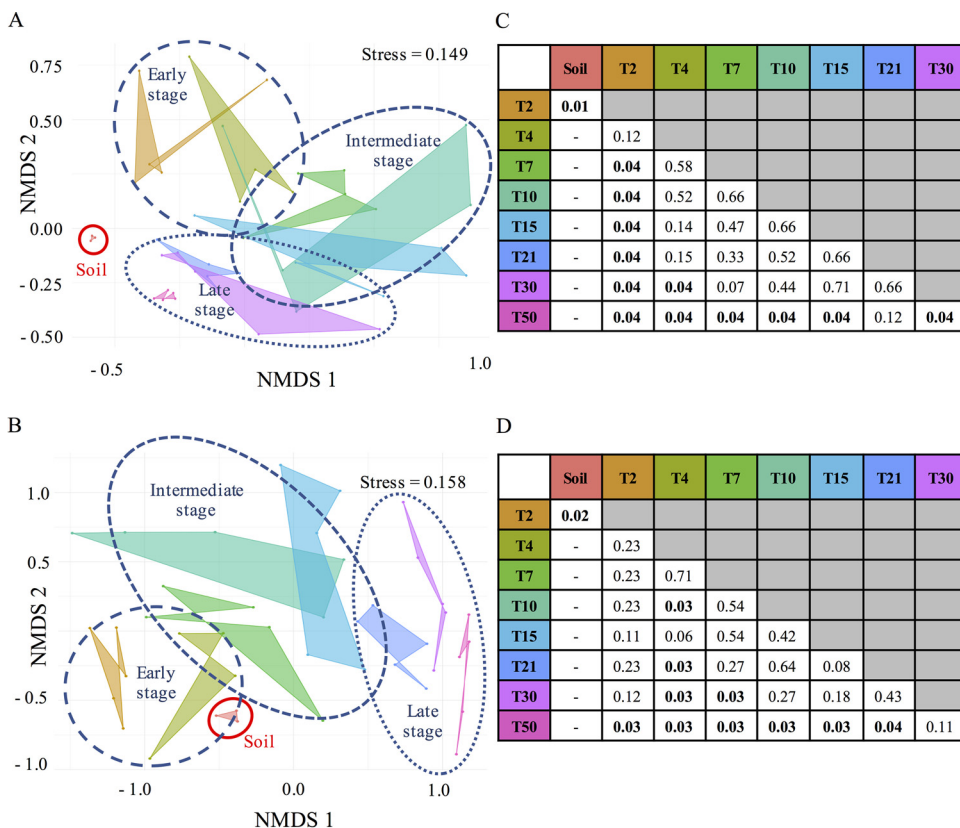 A
Stress = 0.149
0.75
0.50
0.25
0.00
- 0.25
- 0.50
NMDS 2
Early
stage
Intermediate
stage
Soil
Late
stage
- 0.5
1.0
NMDS 1
C
Soil T2 T4 T7 T10 T15 T21 T30
T2 0.01
T4 - 0.12
T7 - 0.04 0.58
T10 - 0.04 0.52 0.66
T15 - 0.04 0.14 0.47 0.66
T21 - 0.04 0.15 0.33 0.52 0.66
T30 - 0.04 0.04 0.07 0.44 0.71 0.66
T50 - 0.04 0.04 0.04 0.04 0.04 0.12 0.04
B
Stress = 0.158
1.0
0.5
0.0
- 0.5
- 1.0
NMDS 2
Intermediate
stage
Early
stage
Soil
Late
stage
- 1.0
0.0
1.0
NMDS 1
D
Soil T2 T4 T7 T10 T15 T21 T30
T2 0.02
T4 - 0.23
T7 - 0.23 0.71
T10 - 0.23 0.03 0.54
T15 - 0.11 0.06 0.54 0.42
T21 - 0.23 0.03 0.27 0.64 0.08
T30 - 0.12 0.03 0.03 0.27 0.18 0.43
T50 - 0.03 0.03 0.03 0.03 0.03 0.04 0.11